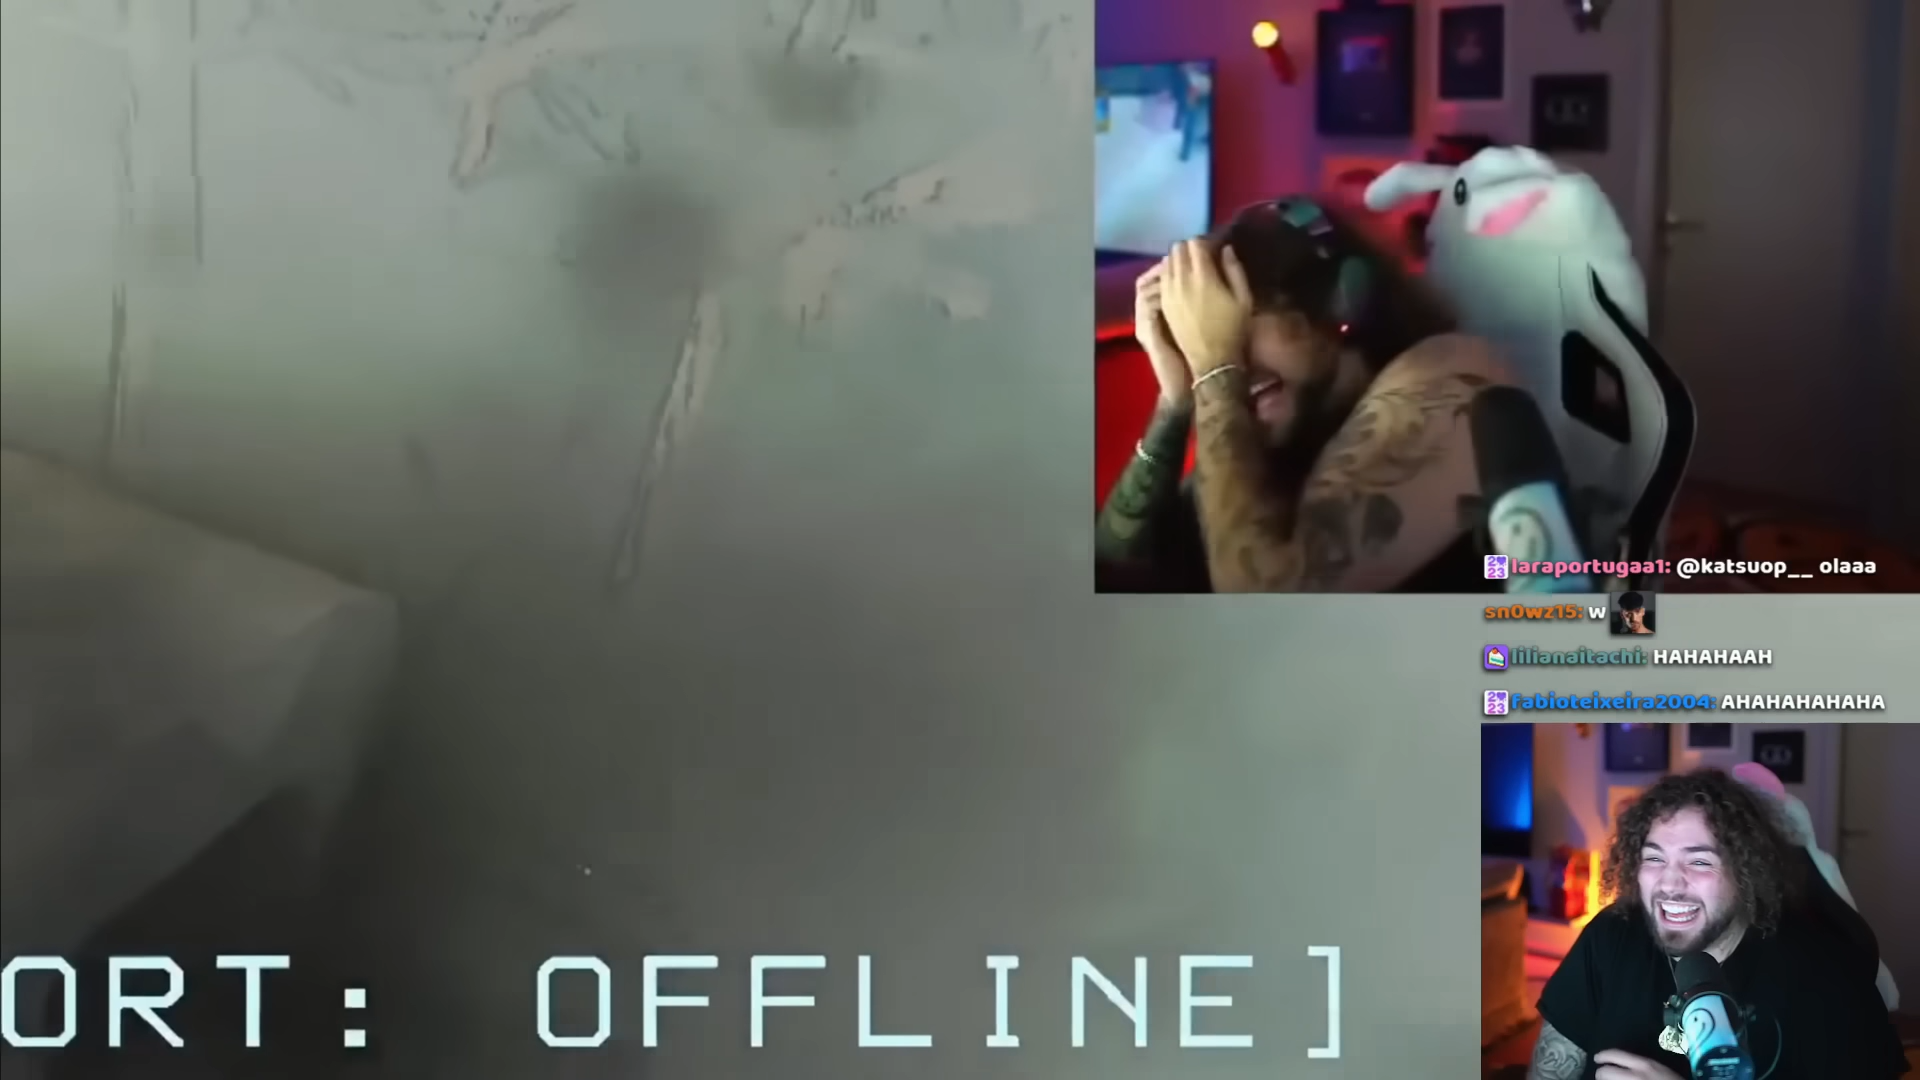 laraportugaa1: @katsuop__ olaaa
sn0wz15: w
lilianaitachi: HAHAHAAH
fabioteixeira2004: AHAHAHAHAHA
ORT: OFFLINE]